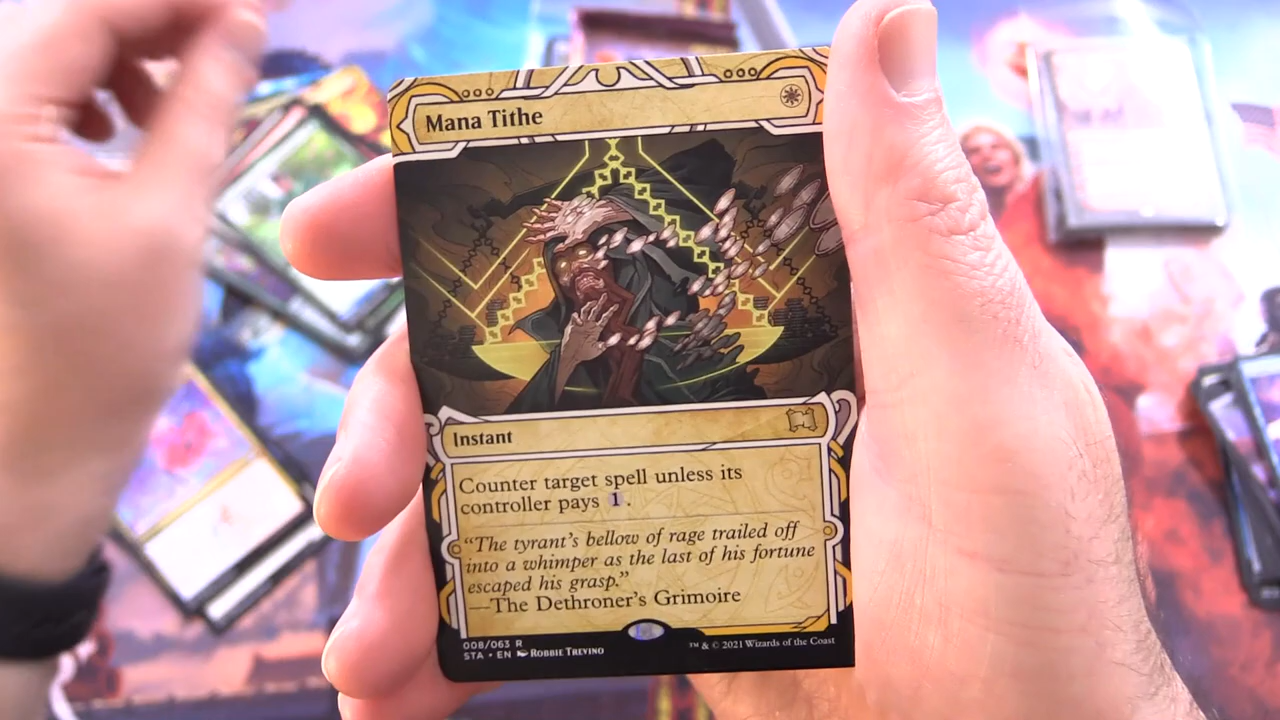 Mana Tithe
Instant
Counter target spell unless its
controller pays 1.
“The tyrant’s bellow of rage trailed off
into a whimper as the last of his fortune
escaped his grasp.”
—The Dethroner’s Grimoire
008/063 R
STA • EN Robbie Trevino
™ & © 2021 Wizards of the Coast